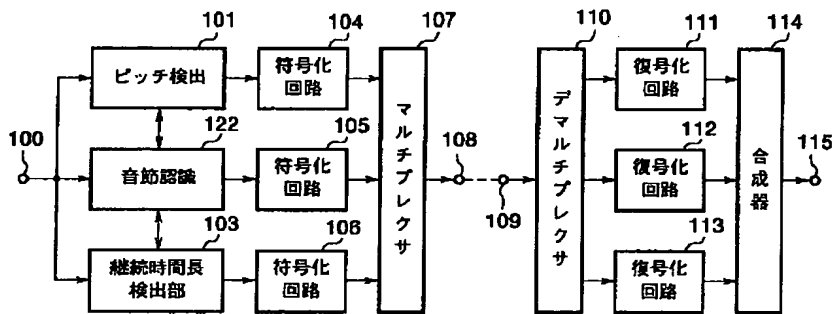 101
104
107
110
111
114
ピッチ検出
符号化
回路
復号化
回路
100
122
105
108
112
115
音節認識
符号化
回路
マルチプレクサ
109
デマルチプレクサ
復号化
回路
合成器
103
106
113
継続時間長
検出部
符号化
回路
復号化
回路